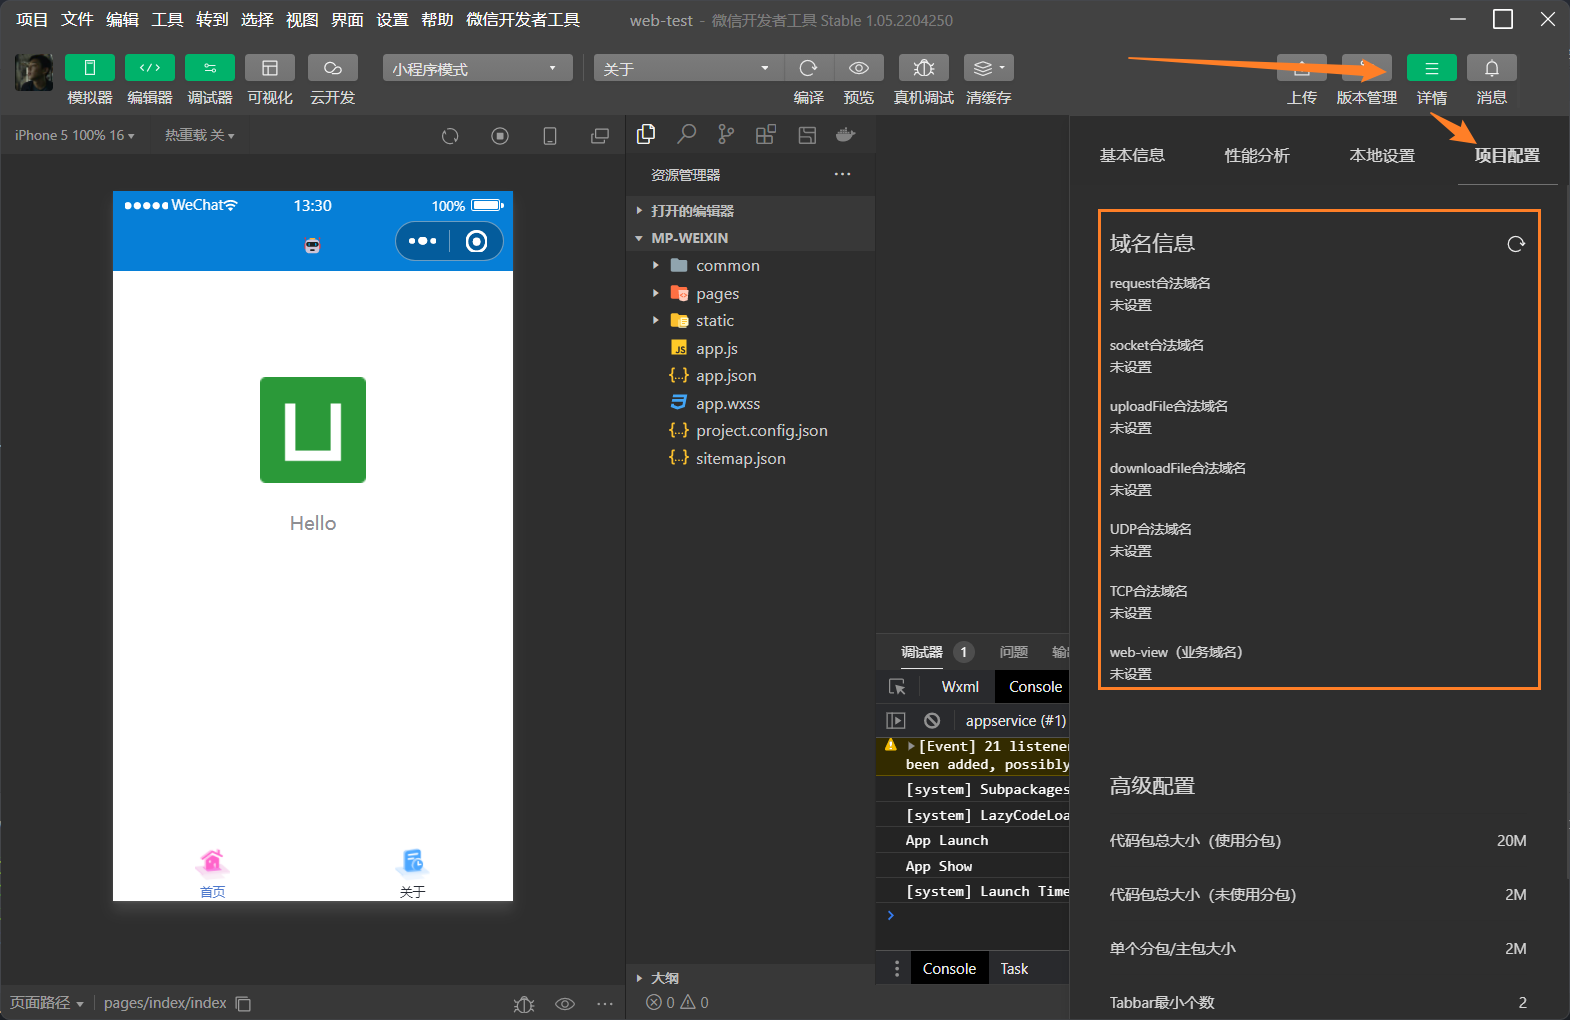 项目 文件 编辑 工具 转到 选择 视图 界面 设置 帮助 微信开发者工具 web-test - 微信开发者工具 Stable 1.05.2204250
小程序模式 关于
模拟器 编辑器 调试器 可视化 云开发 编译 预览 真机调试 清缓存 上传 版本管理 详情 消息
iPhone 5 100% 16 热重载 关
WeChat 13:30 100%
Hello
首页 关于
页面路径 pages/index/index
资源管理器
打开的编辑器
MP-WEIXIN
common
pages
static
JS app.js
{..} app.json
app.wxss
{..} project.config.json
{..} sitemap.json
大纲
0 0
调试器 1 问题
Wxml Console
appservice (#1)
[Event] 21 listener
been added, possibly
[system] Subpackages
[system] LazyCodeLoa
App Launch
App Show
[system] Launch Time
Console Task
基本信息 性能分析 本地设置 项目配置
域名信息
request合法域名
未设置
socket合法域名
未设置
uploadFile合法域名
未设置
downloadFile合法域名
未设置
UDP合法域名
未设置
TCP合法域名
未设置
web-view（业务域名）
未设置
高级配置
代码包总大小（使用分包） 20M
代码包总大小（未使用分包） 2M
单个分包/主包大小 2M
Tabbar最小个数 2